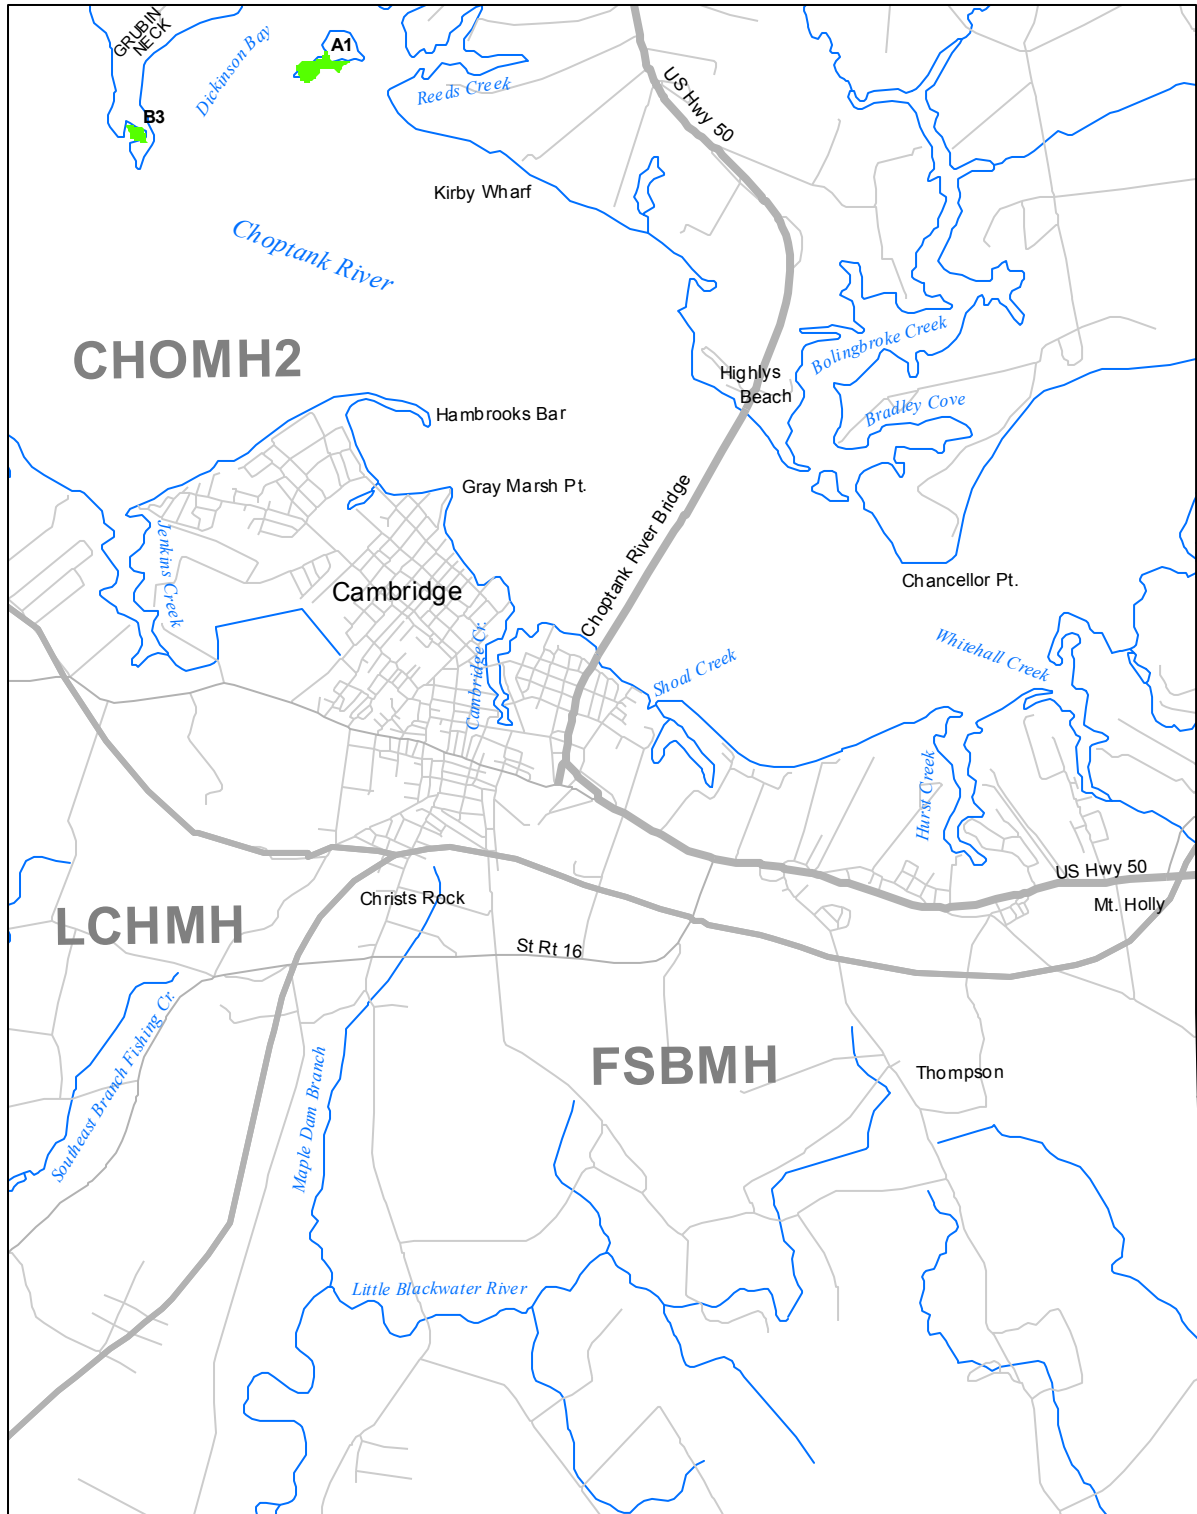 GRUBIN
NECK
Dickinson Bay
A1
B3
Reeds Creek
US Hwy 50
Kirby Wharf
Choptank River
CHOMH2
Bolingbroke Creek
Highlys
Beach
Bradley Cove
Hambrooks Bar
Gray Marsh Pt.
Choptank River Bridge
Jenkins Creek
Cambridge
Chancellor Pt.
Cambridge Cr.
Shoal Creek
Whitehall Creek
Hurst Creek
US Hwy 50
Mt. Holly
Christs Rock
LCHMH
St Rt 16
Southeast Branch Fishing Cr.
Maple Dam Branch
FSBMH
Thompson
Little Blackwater River